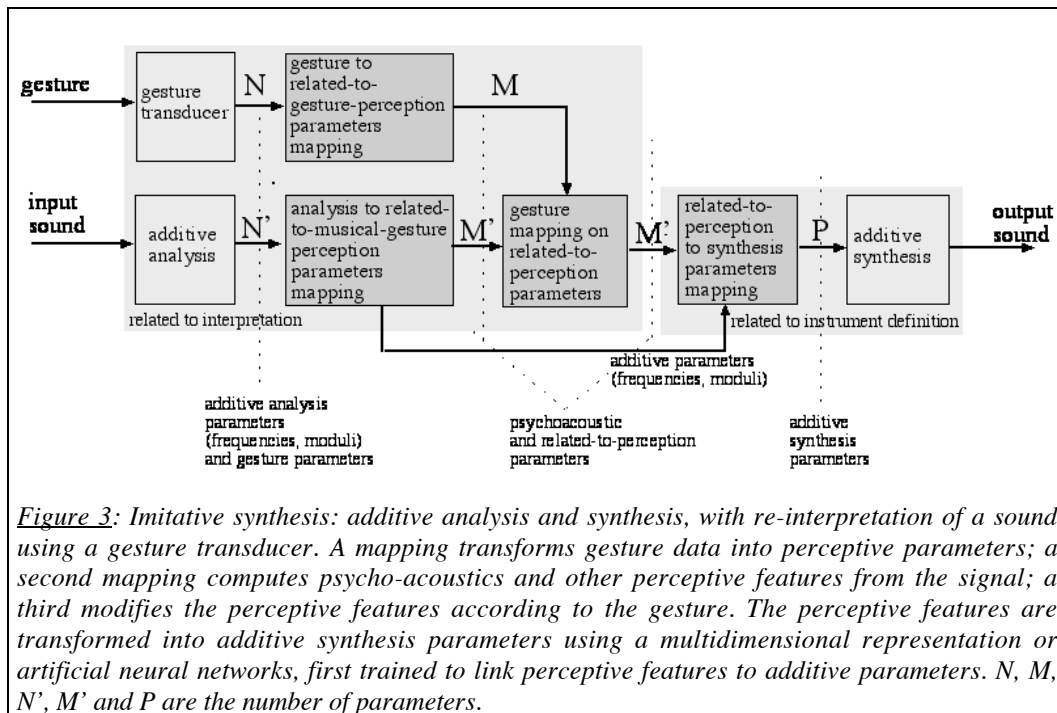 gesture
gesture
transducer
N
gesture to
related-to-
gesture-perception
parameters
mapping
M
input
sound
additive
analysis
N’
analysis to related-
to-musical-gesture
perception
parameters
mapping
M’
gesture
mapping on
related-to-
perception
parameters
M’
related-to-
perception
to synthesis
parameters
mapping
P
additive
synthesis
output
sound
related to interpretation
related to instrument definition
additive parameters
(frequencies, moduli)
additive analysis
parameters
(frequencies, moduli)
and gesture parameters
psychoacoustic
and related-to-perception
parameters
additive
synthesis
parameters
Figure 3: Imitative synthesis: additive analysis and synthesis, with re-interpretation of a sound
using a gesture transducer. A mapping transforms gesture data into perceptive parameters; a
second mapping computes psycho-acoustics and other perceptive features from the signal; a
third modifies the perceptive features according to the gesture. The perceptive features are
transformed into additive synthesis parameters using a multidimensional representation or
artificial neural networks, first trained to link perceptive features to additive parameters. N, M,
N’, M’ and P are the number of parameters.